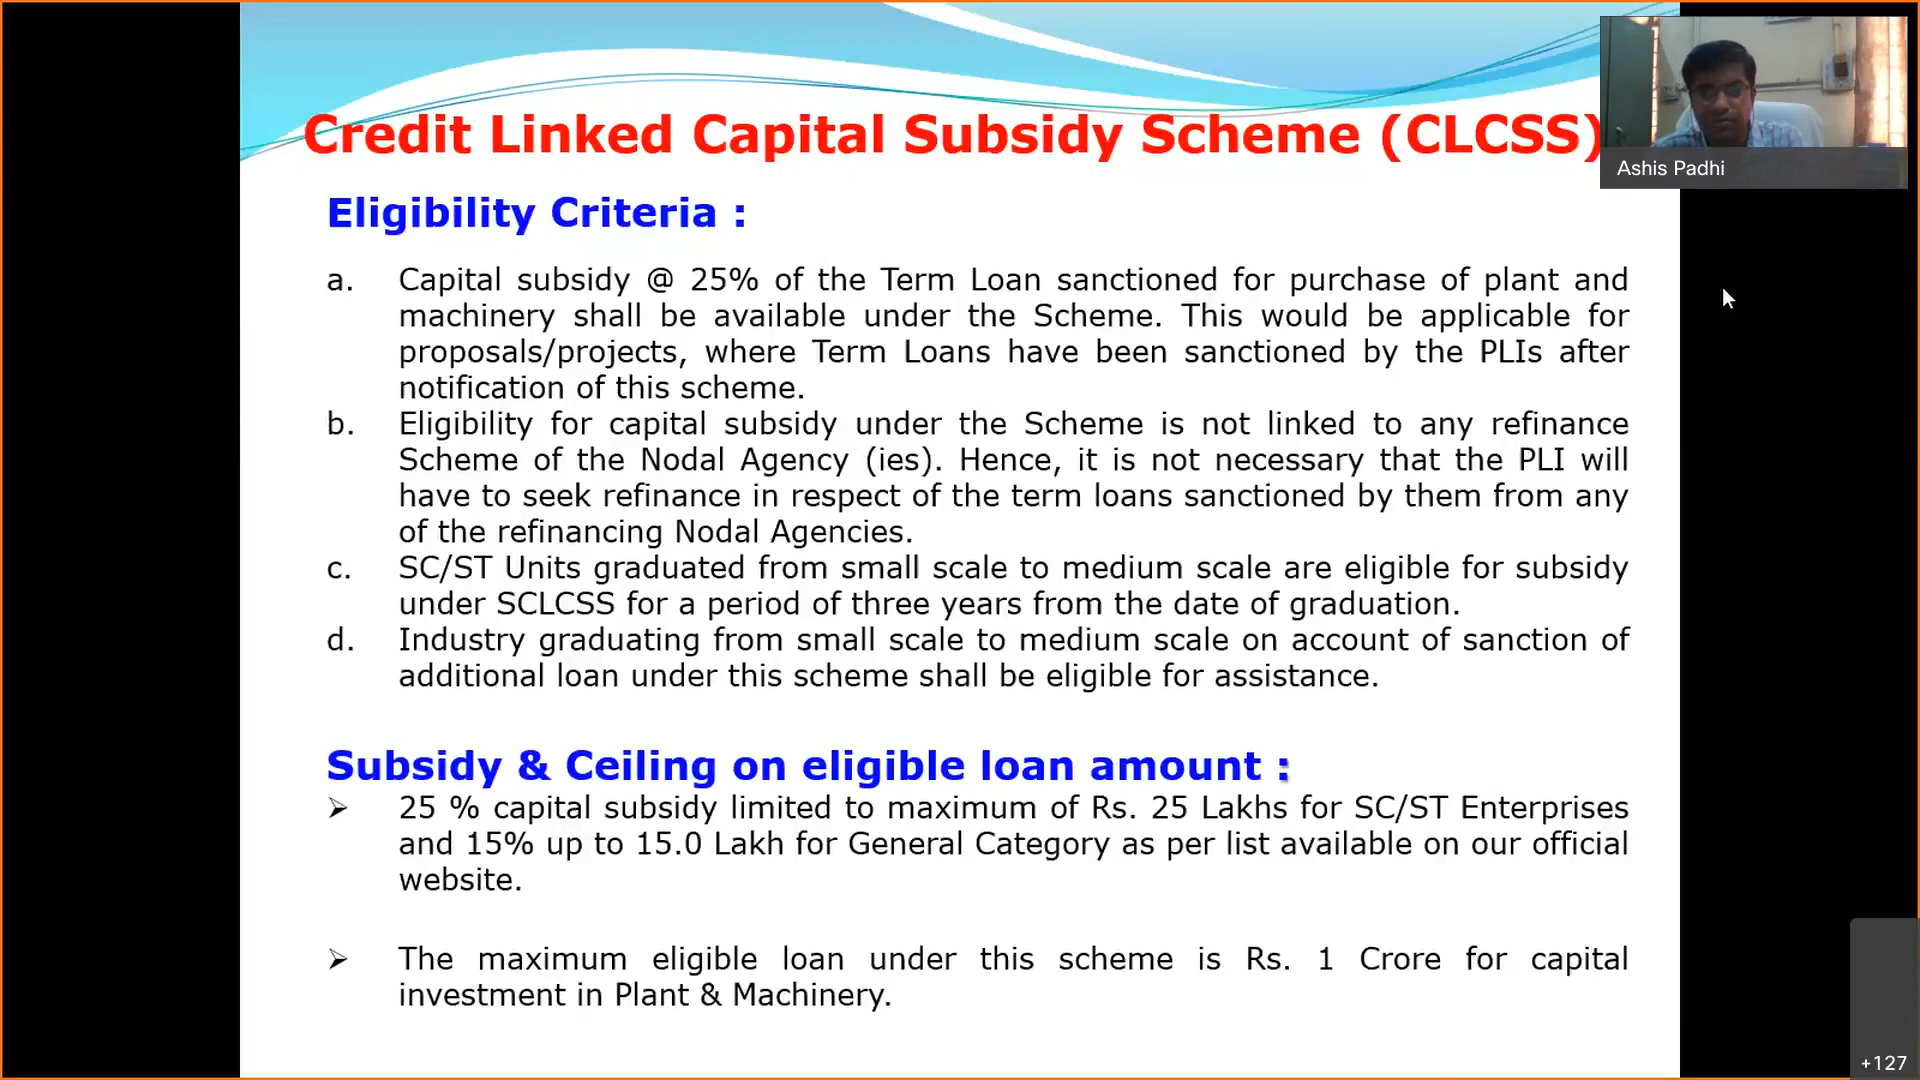 Credit Linked Capital Subsidy Scheme (CLCSS)
Ashis Padhi
Eligibility Criteria :
a. Capital subsidy @ 25% of the Term Loan sanctioned for purchase of plant and
machinery shall be available under the Scheme. This would be applicable for
proposals/projects, where Term Loans have been sanctioned by the PLIs after
notification of this scheme.
b. Eligibility for capital subsidy under the Scheme is not linked to any refinance
Scheme of the Nodal Agency (ies). Hence, it is not necessary that the PLI will
have to seek refinance in respect of the term loans sanctioned by them from any
of the refinancing Nodal Agencies.
c. SC/ST Units graduated from small scale to medium scale are eligible for subsidy
under SCLCSS for a period of three years from the date of graduation.
d. Industry graduating from small scale to medium scale on account of sanction of
additional loan under this scheme shall be eligible for assistance.
Subsidy & Ceiling on eligible loan amount :
➢ 25 % capital subsidy limited to maximum of Rs. 25 Lakhs for SC/ST Enterprises
and 15% up to 15.0 Lakh for General Category as per list available on our official
website.
➢ The maximum eligible loan under this scheme is Rs. 1 Crore for capital
investment in Plant & Machinery.
+127